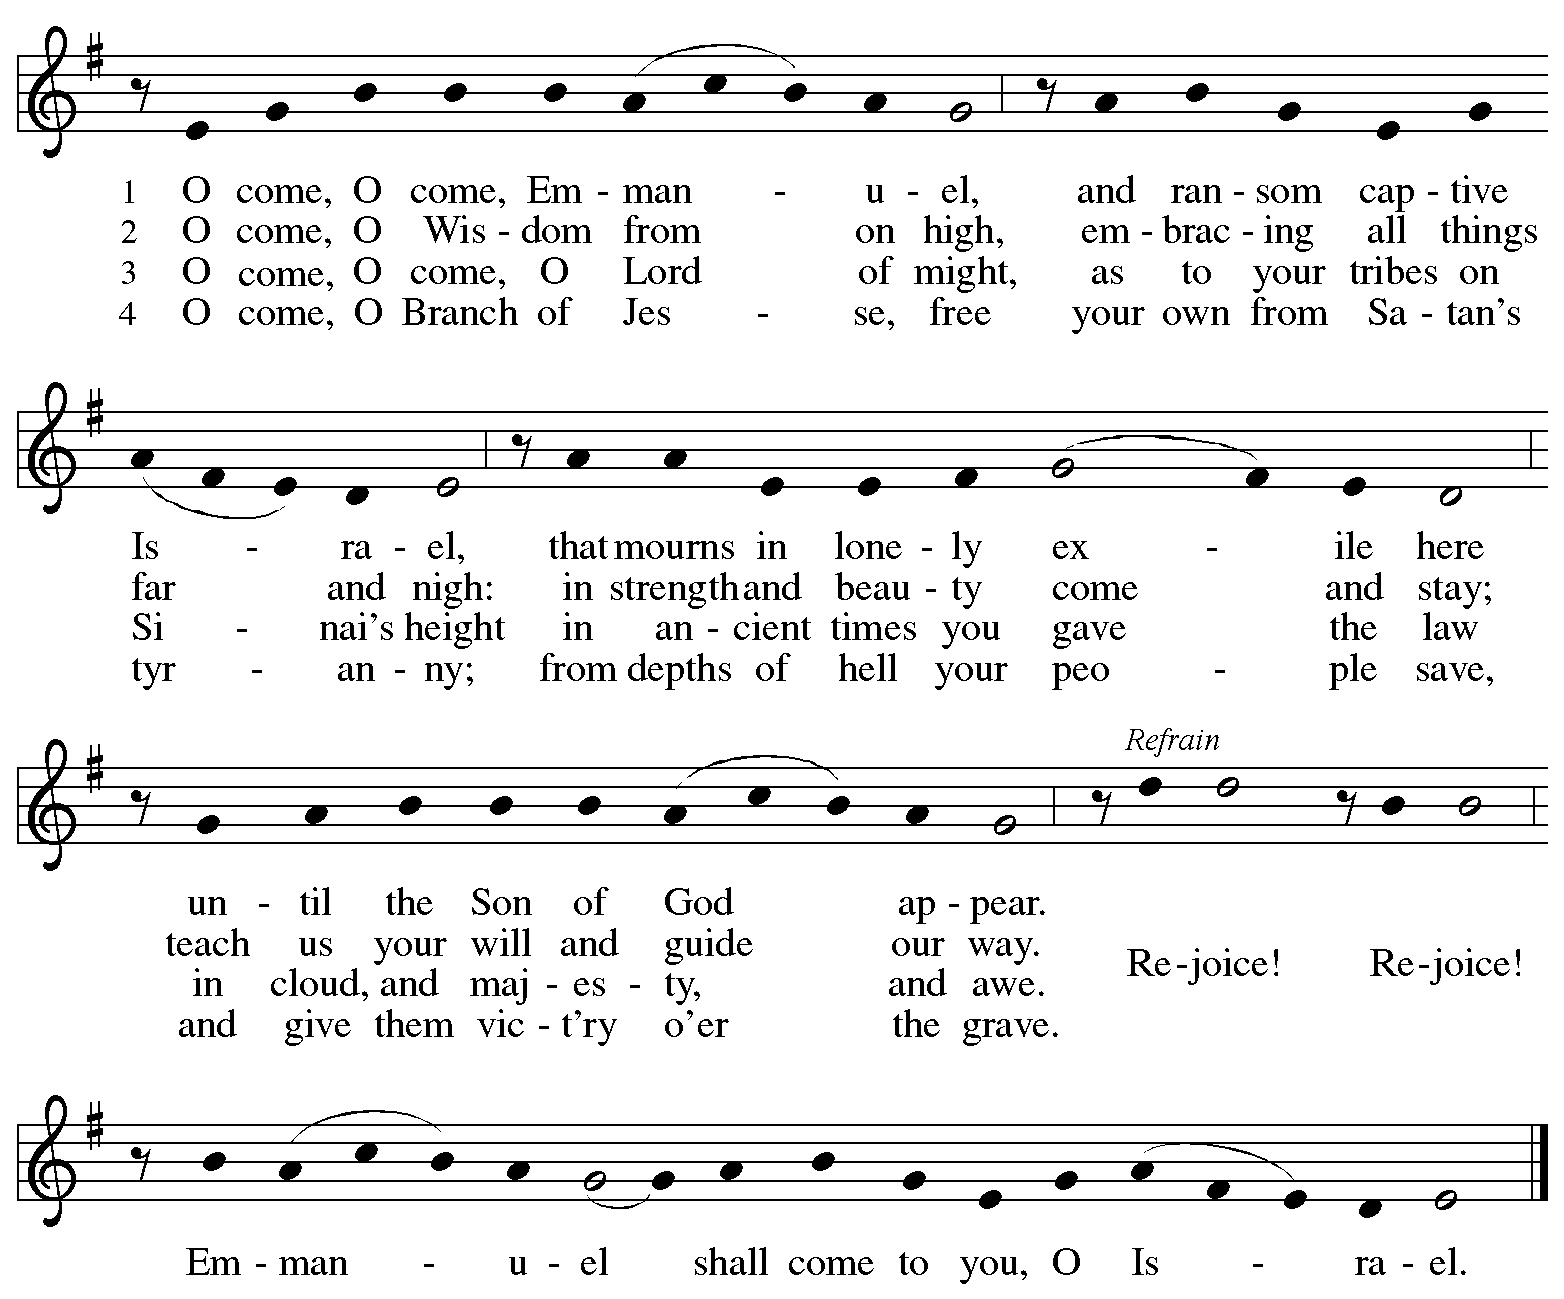 1 O come, O come, Em - man - u - el, and ran - som cap - tive
2 O come, O Wis - dom from on high, em - brac - ing all things
3 O come, O come, O Lord of might, as to your tribes on
4 O come, O Branch of Jes - se, free your own from Sa - tan's
Is - ra - el, that mourns in lone - ly ex - ile here
far and nigh: in strength and beau - ty come and stay;
Si - nai's height in an - cient times you gave the law
tyr - an - ny; from depths of hell your peo - ple save,
Refrain
un - til the Son of God ap - pear.
teach us your will and guide our way.
Re - joice! Re - joice!
in cloud, and maj - es - ty, and awe.
and give them vic - t'ry o'er the grave.
Em - man - u - el shall come to you, O Is - ra - el.